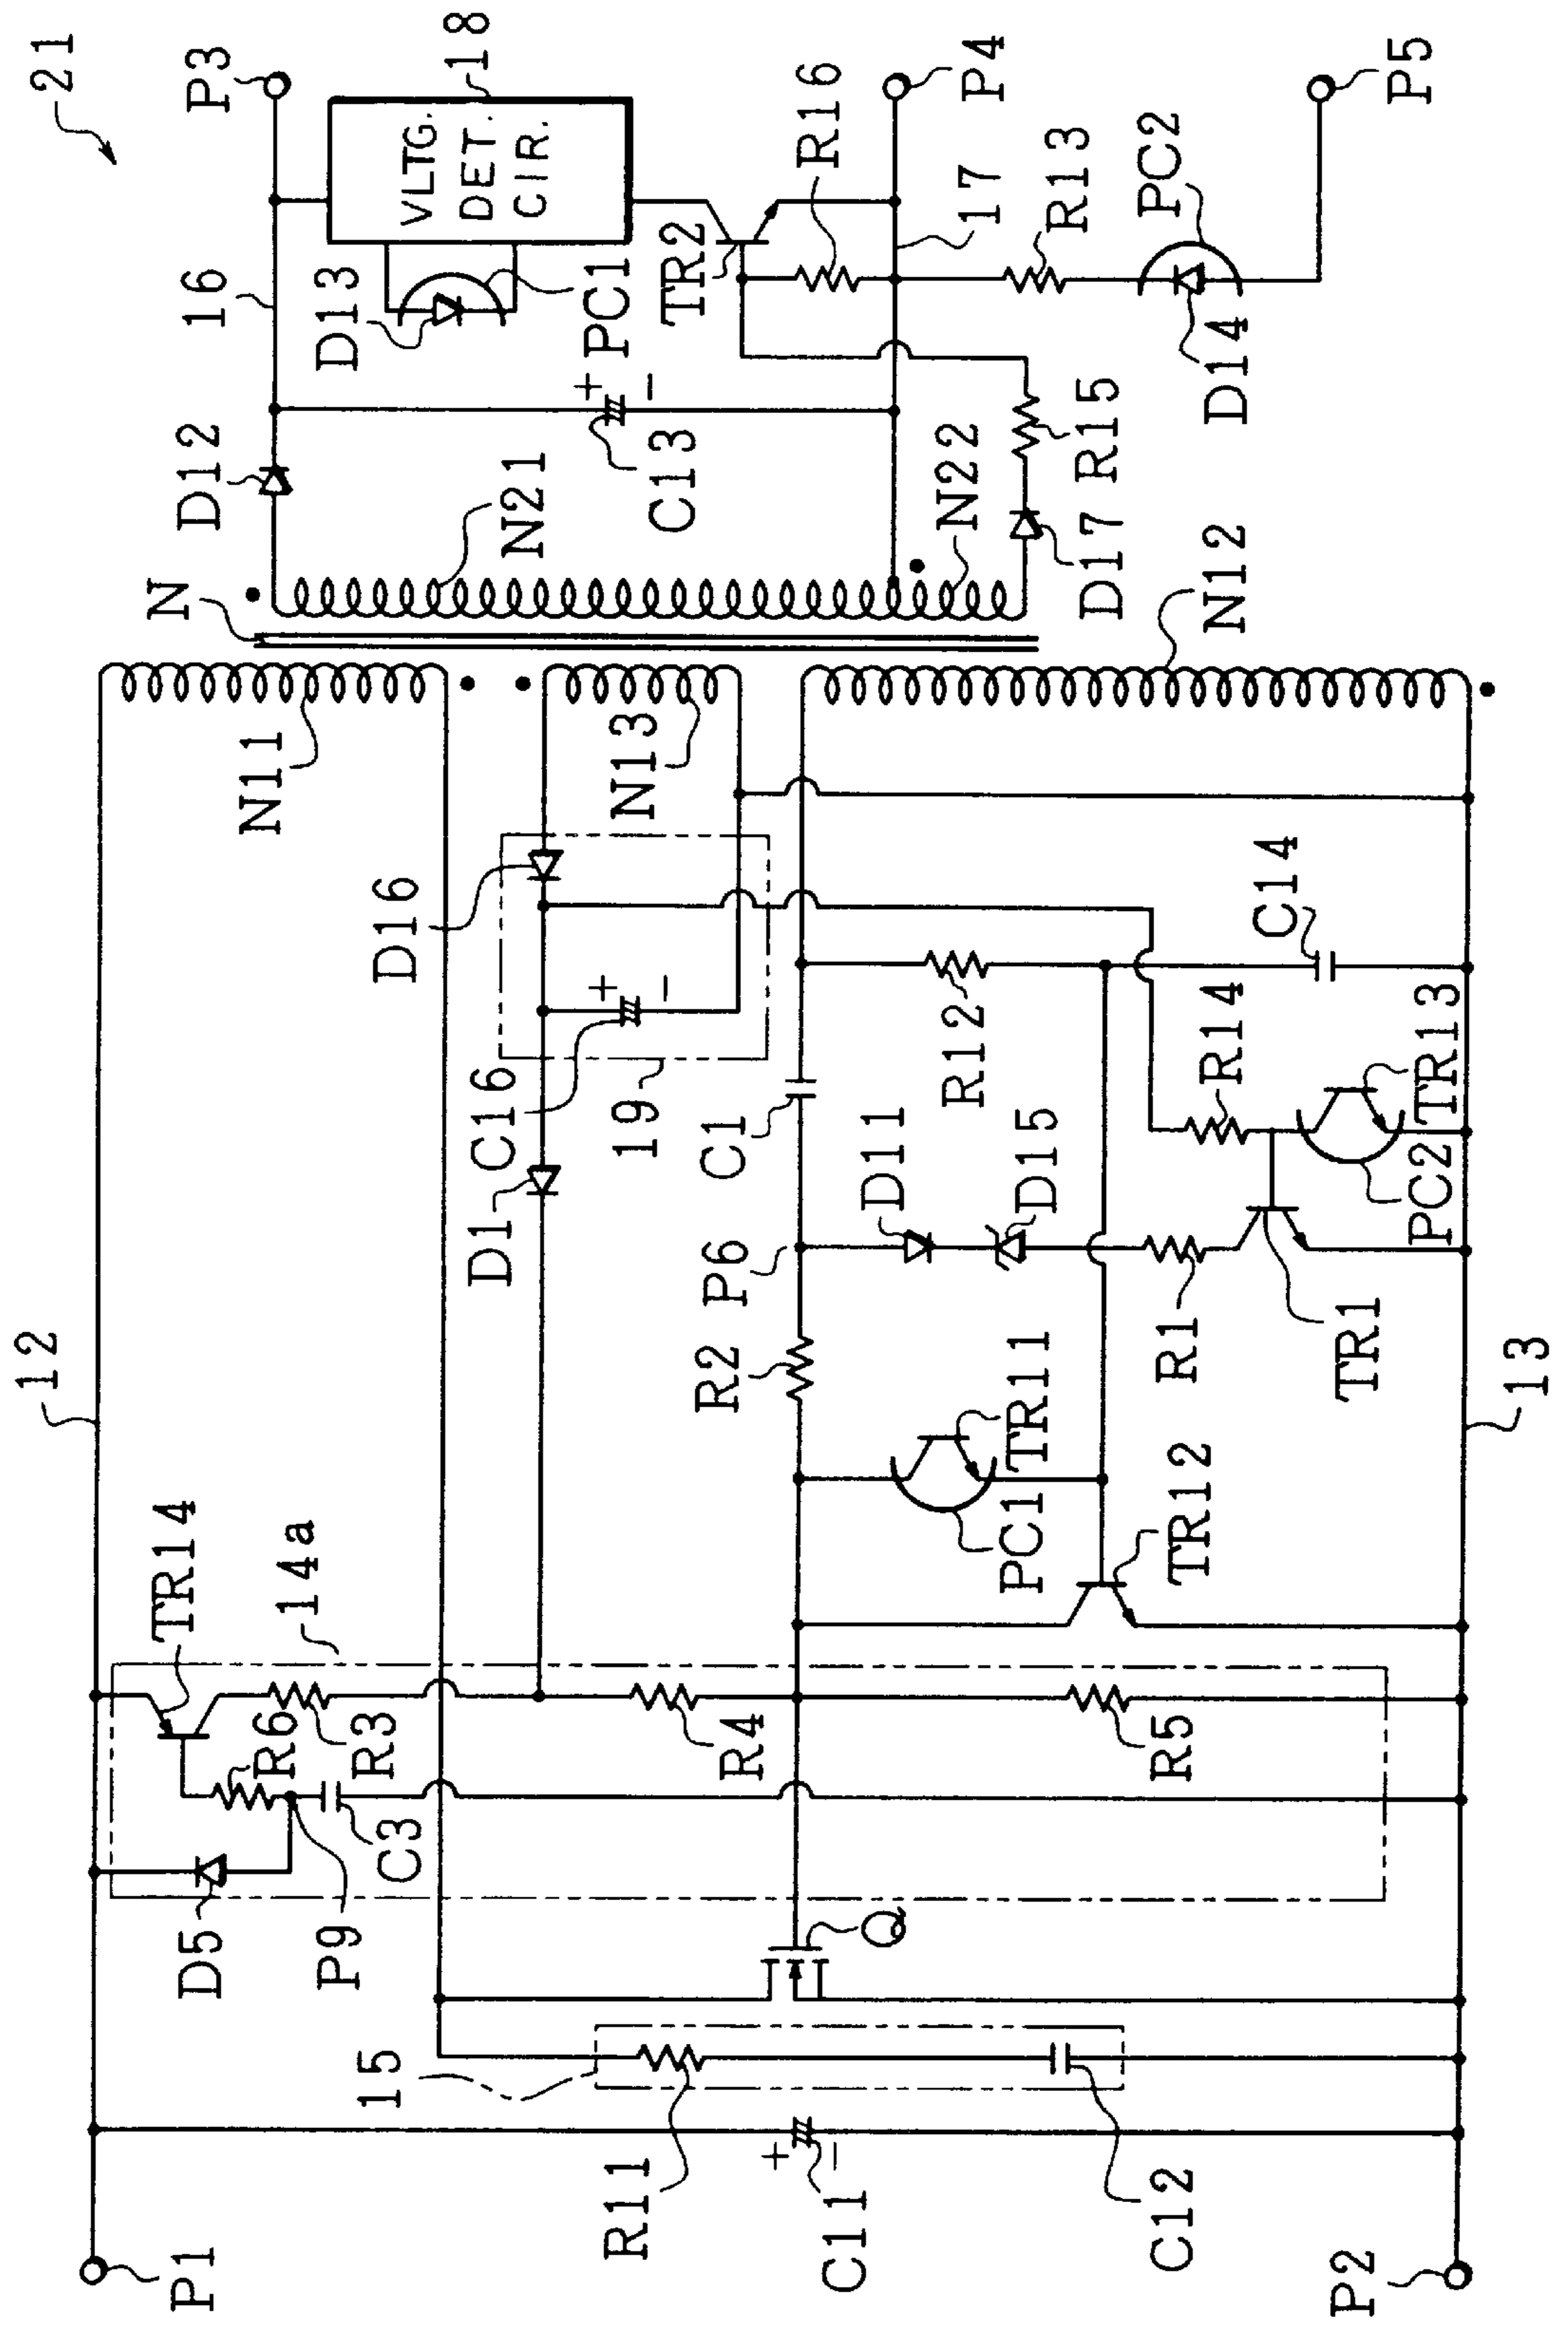 21
P3
18
VLTG.
DET.
CIR.
R16
P4
P5
16
D13
PC1
TR2
17
R13
PC2
D14
D12
N21
+
−
C13
N22
R15
D17
N
N12
N11
N13
D16
+
−
C16
19
C14
R12
R14
TR13
PC2
C1
D11
D15
D1
P6
R1
TR1
12
13
R2
TR11
PC1
TR12
TR14
14a
R6
R3
R4
R5
C3
D5
P9
Q
15
R11
+
−
C11
C12
P1
P2